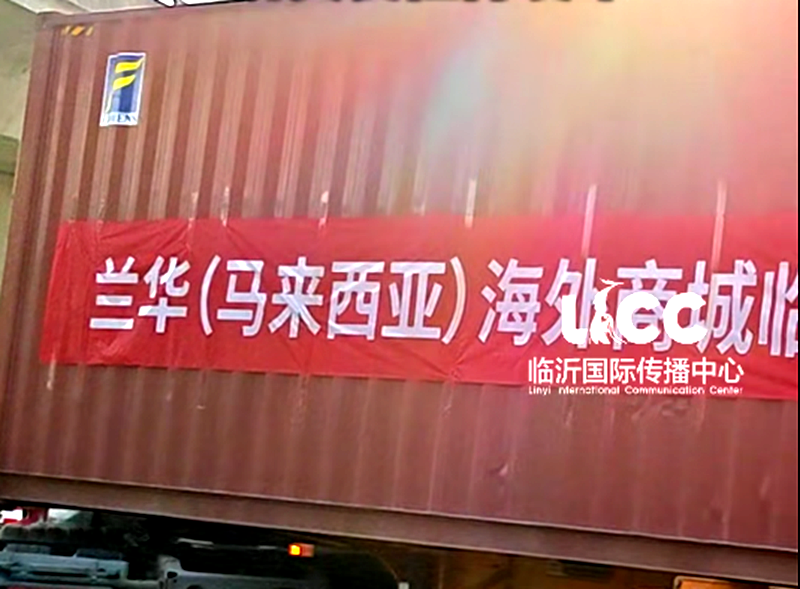 兰华(马来西亚)海外商城临
LICC
临沂国际传播中心
Linyi International Communication Center